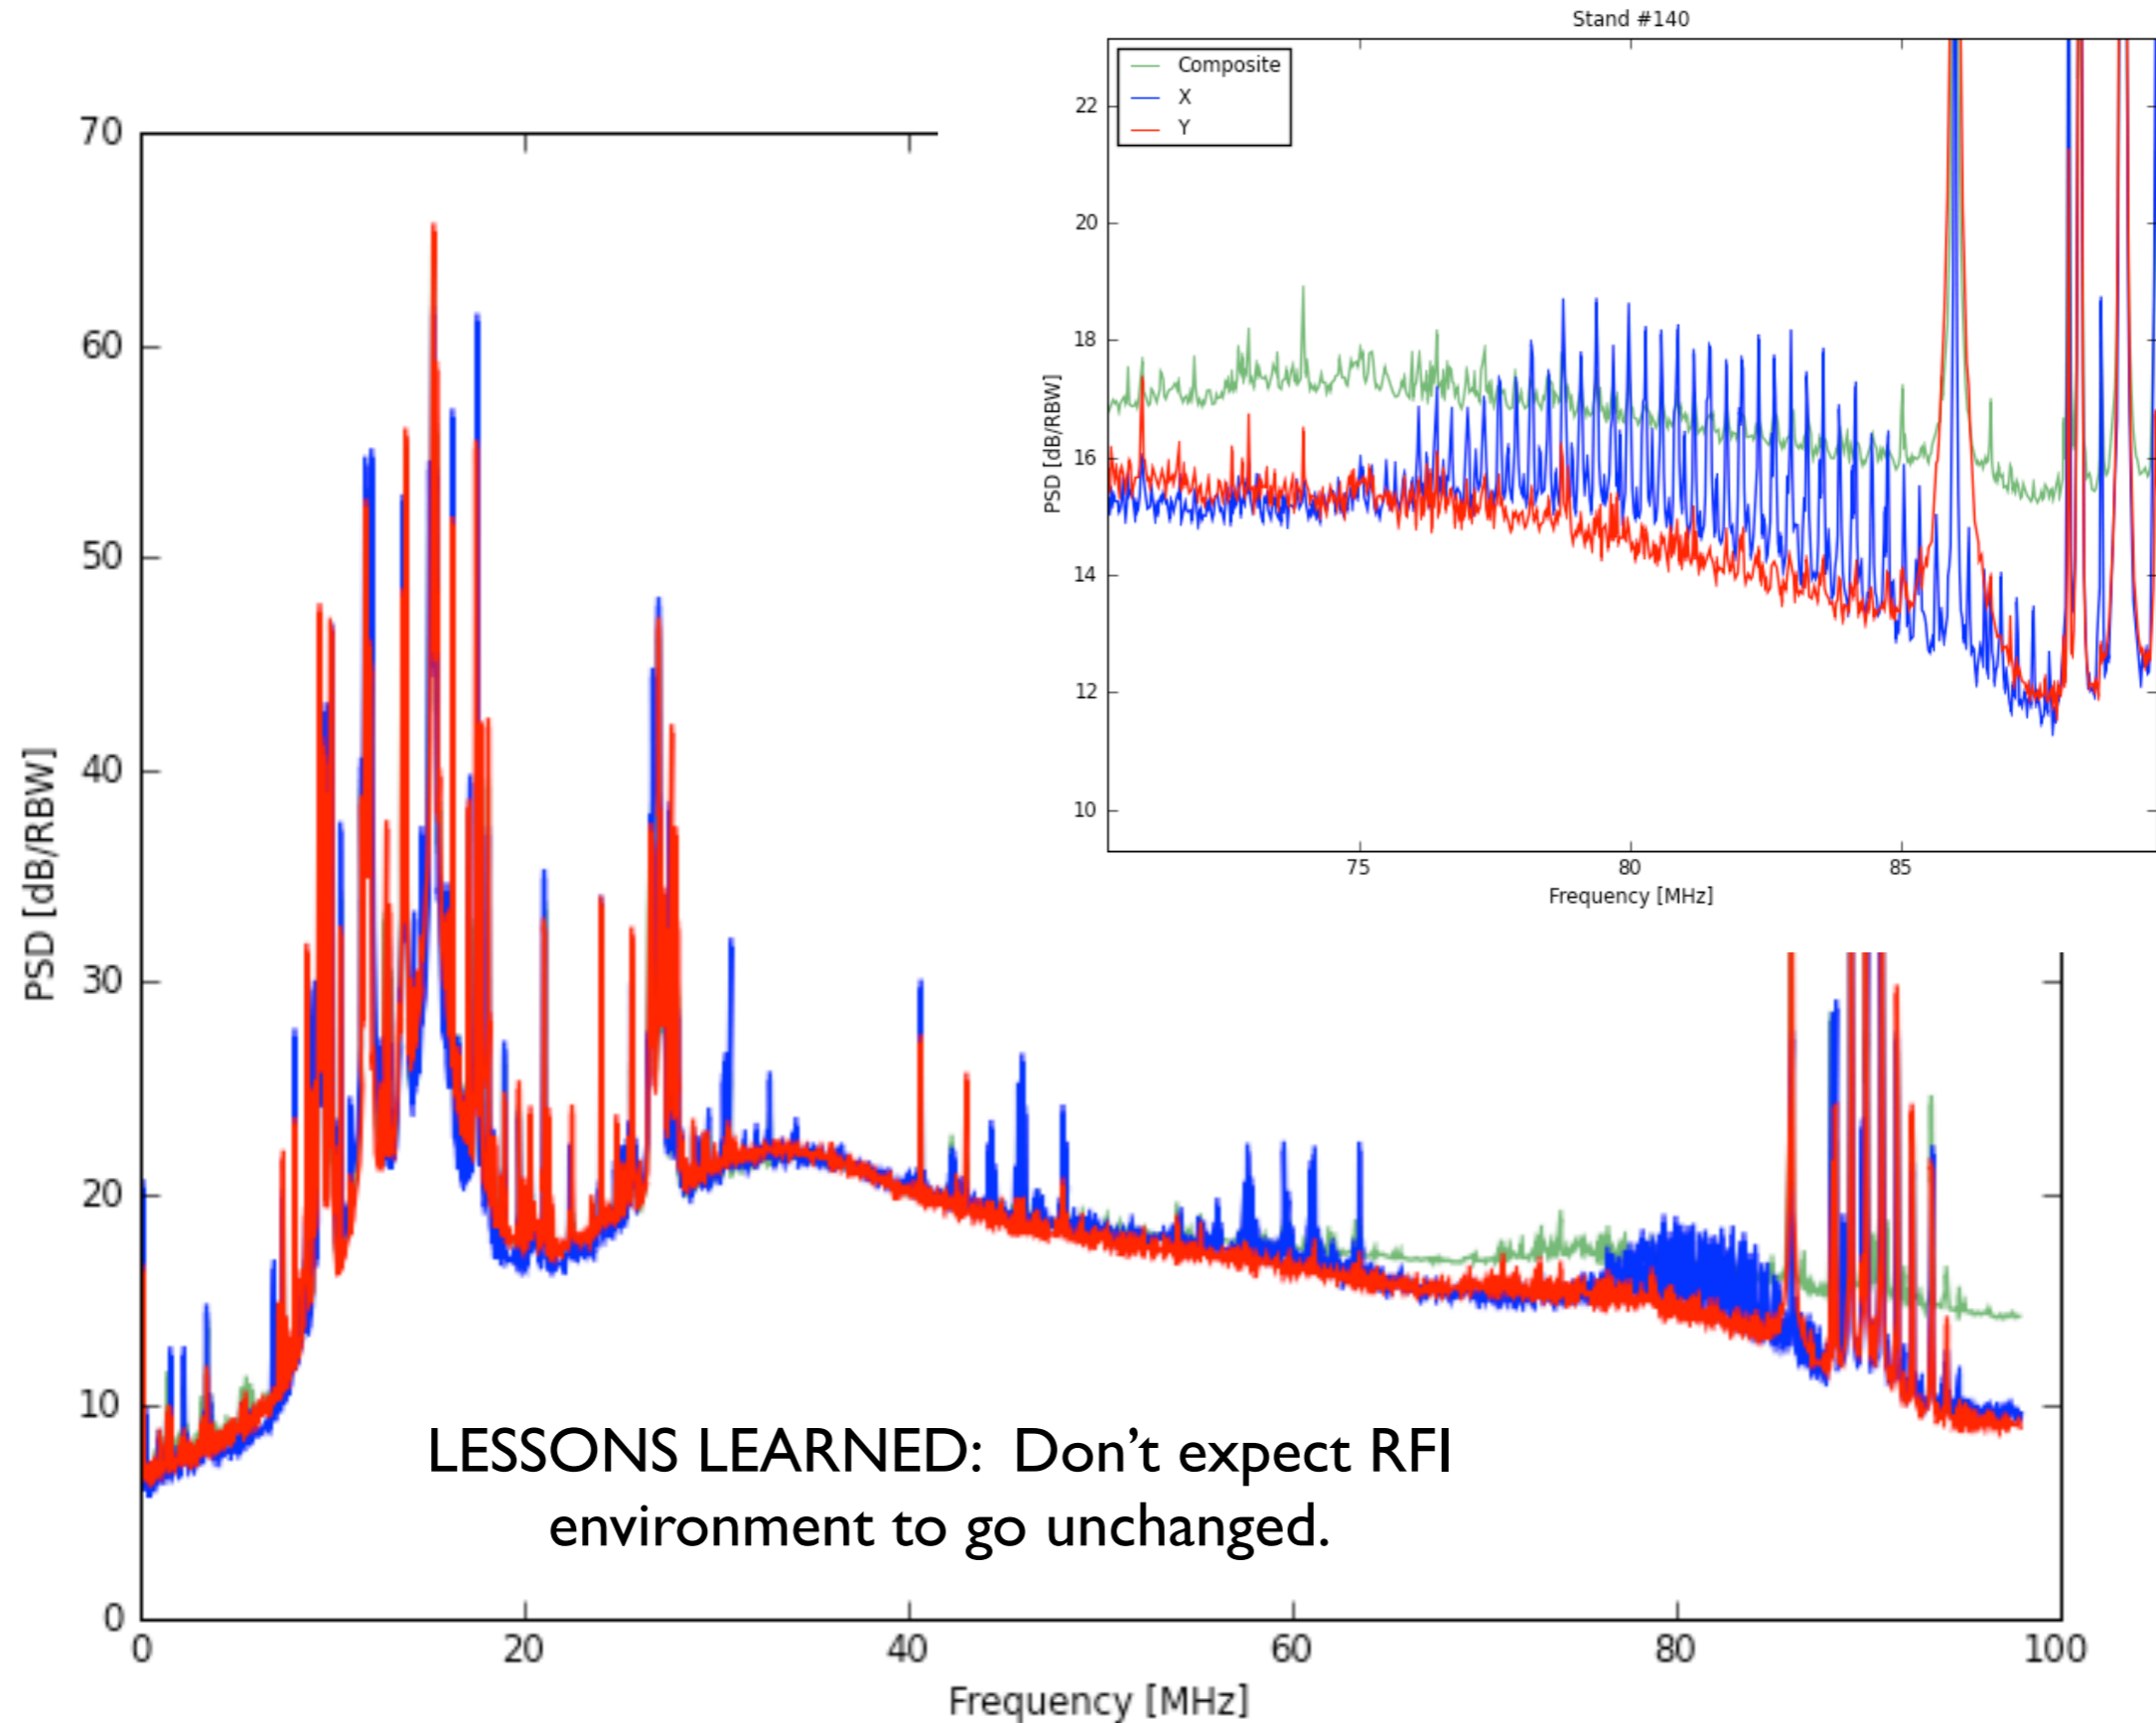 Stand #140
Composite
X
Y
22
20
18
16
14
12
10
PSD [dB/RBW]
75 80 85
Frequency [MHz]
70
60
50
40
30
20
10
0
PSD [dB/RBW]
LESSONS LEARNED: Don’t expect RFI
environment to go unchanged.
0 20 40 60 80 100
Frequency [MHz]